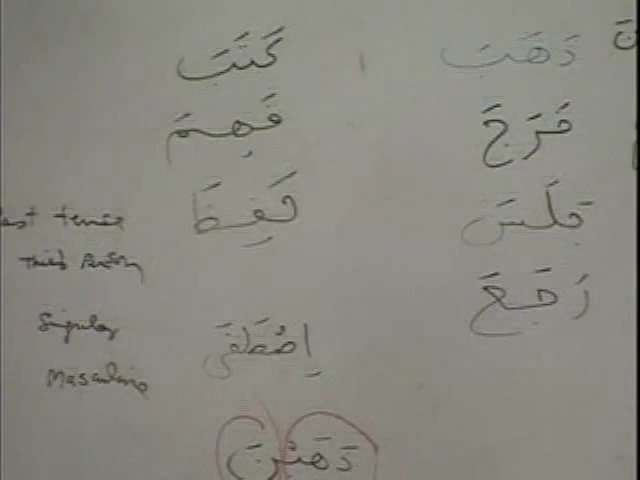 ذَهَبَ كَتَبَ
خَرَجَ فَهِمَ
جَلَسَ حَفِظَ
Past tense
Third Person
رَجَعَ
Singular
اِصْطَفَى
Masculine
ذَهَبْنَ